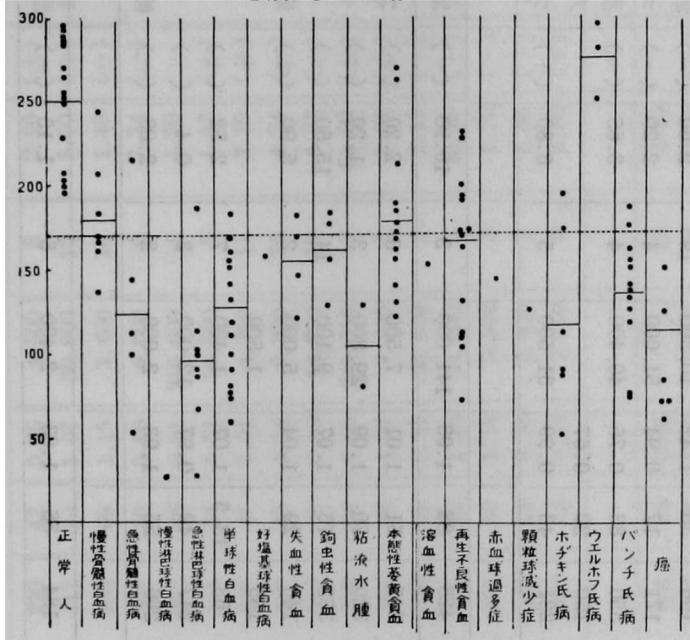 300
250
200
150
100
50
正常人
慢性骨髄性白血病
急性骨髄性白血病
慢性淋巴球性白血病
急性淋巴球性白血病
単球性白血病
好塩基球性白血病
失血性貧血
鉤虫性貧血
粘液水腫
本態性萎黄貧血
溶血性貧血
再生不良性貧血
赤血球過多症
顆粒球減少症
ホヂキン氏病
ウエルホフ氏病
バンチ氏病
癌